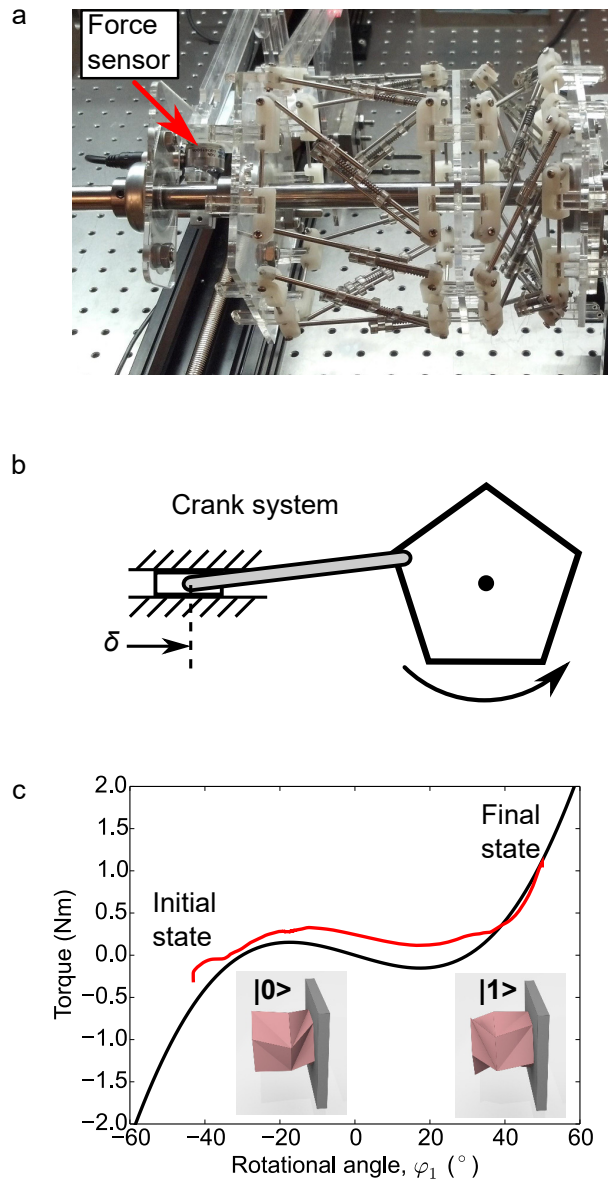 a
Force
sensor
b
Crank system
δ
c
2.0
1.5
1.0
0.5
0.0
−0.5
−1.0
−1.5
−2.0
Torque (Nm)
Initial
state
Final
state
|0>
|1>
−60
−40
−20
0
20
40
60
Rotational angle, φ₁ (°)